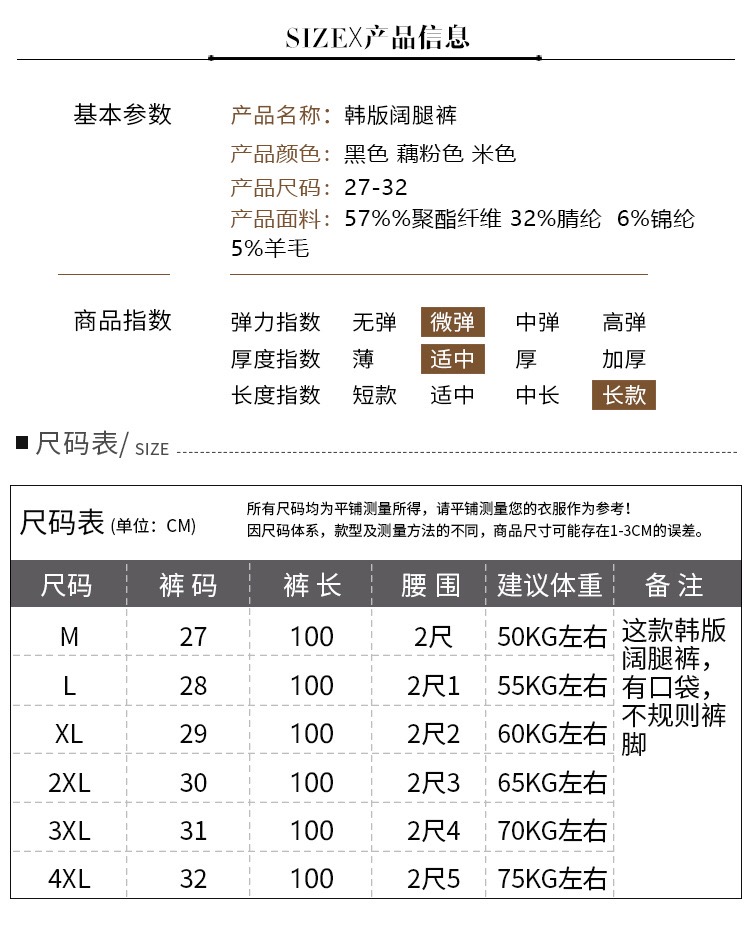 SIZEX产品信息
基本参数
产品名称：韩版阔腿裤
产品颜色：黑色 藕粉色 米色
产品尺码：27-32
产品面料：57%%聚酯纤维 32%腈纶 6%锦纶
5%羊毛
商品指数
弹力指数 无弹 微弹 中弹 高弹
厚度指数 薄 适中 厚 加厚
长度指数 短款 适中 中长 长款
尺码表/ SIZE
尺码表 (单位：CM)
所有尺码均为平铺测量所得，请平铺测量您的衣服作为参考！
因尺码体系，款型及测量方法的不同，商品尺寸可能存在1-3CM的误差。
尺码 裤 码 裤 长 腰 围 建议体重 备 注
M 27 100 2尺 50KG左右
L 28 100 2尺1 55KG左右
XL 29 100 2尺2 60KG左右
2XL 30 100 2尺3 65KG左右
3XL 31 100 2尺4 70KG左右
4XL 32 100 2尺5 75KG左右
这款韩版
阔腿裤，
有口袋，
不规则裤
脚